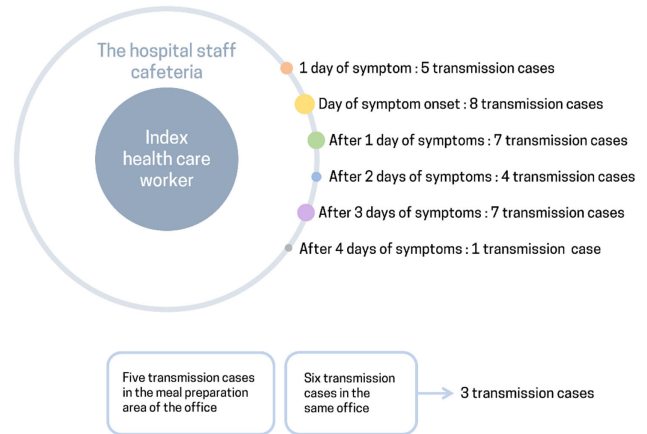 The hospital staff
cafeteria
Index
health care
worker
1 day of symptom : 5 transmission cases
Day of symptom onset : 8 transmission cases
After 1 day of symptoms : 7 transmission cases
After 2 days of symptoms : 4 transmission cases
After 3 days of symptoms : 7 transmission cases
After 4 days of symptoms : 1 transmission case
Five transmission cases
in the meal preparation
area of the office
Six transmission
cases in the
same office
3 transmission cases